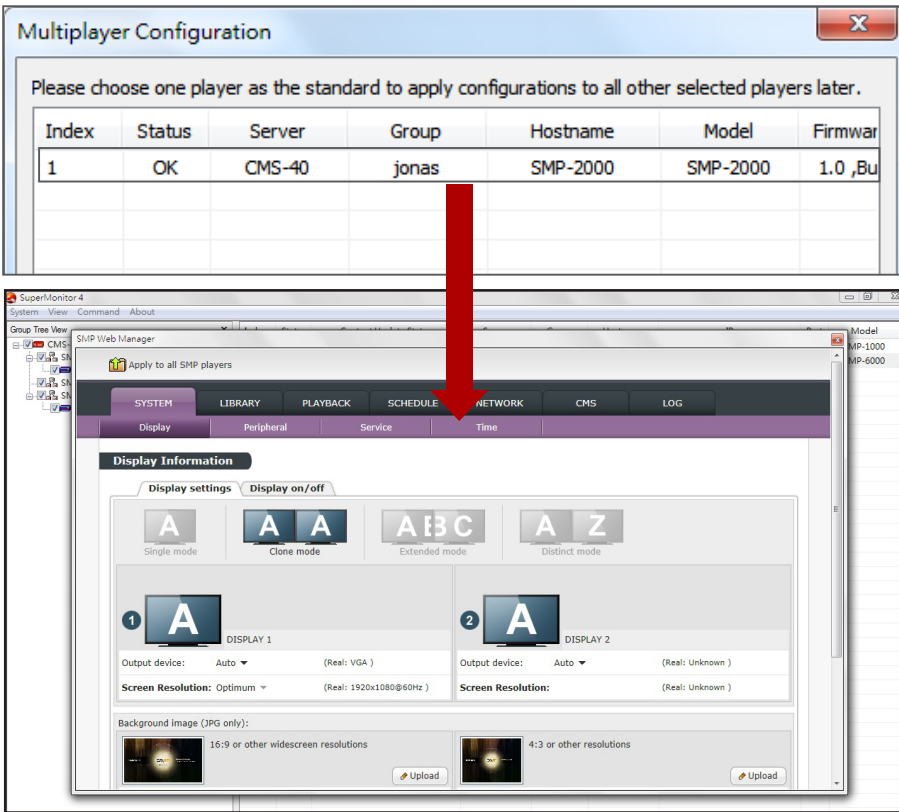 Multiplayer Configuration
Please choose one player as the standard to apply configurations to all other selected players later.
Index Status Server Group Hostname Model Firmwar
1 OK CMS-40 jonas SMP-2000 SMP-2000 1.0 ,Bu
SuperMonitor 4
System View Command About
Group Tree View
Model
CMS-
SMP Web Manager
MP-1000
Apply to all SMP players
MP-6000
SYSTEM LIBRARY PLAYBACK SCHEDULE NETWORK CMS LOG
Display Peripheral Service Time
Display Information
Display settings Display on/off
A A A A B C A Z
Single mode Clone mode Extended mode Distinct mode
1 A DISPLAY 1 2 A DISPLAY 2
Output device: Auto (Real: VGA ) Output device: Auto (Real: Unknown )
Screen Resolution: Optimum (Real: 1920x1080@60Hz ) Screen Resolution: (Real: Unknown )
Background image (JPG only):
16:9 or other widescreen resolutions 4:3 or other resolutions
Upload Upload